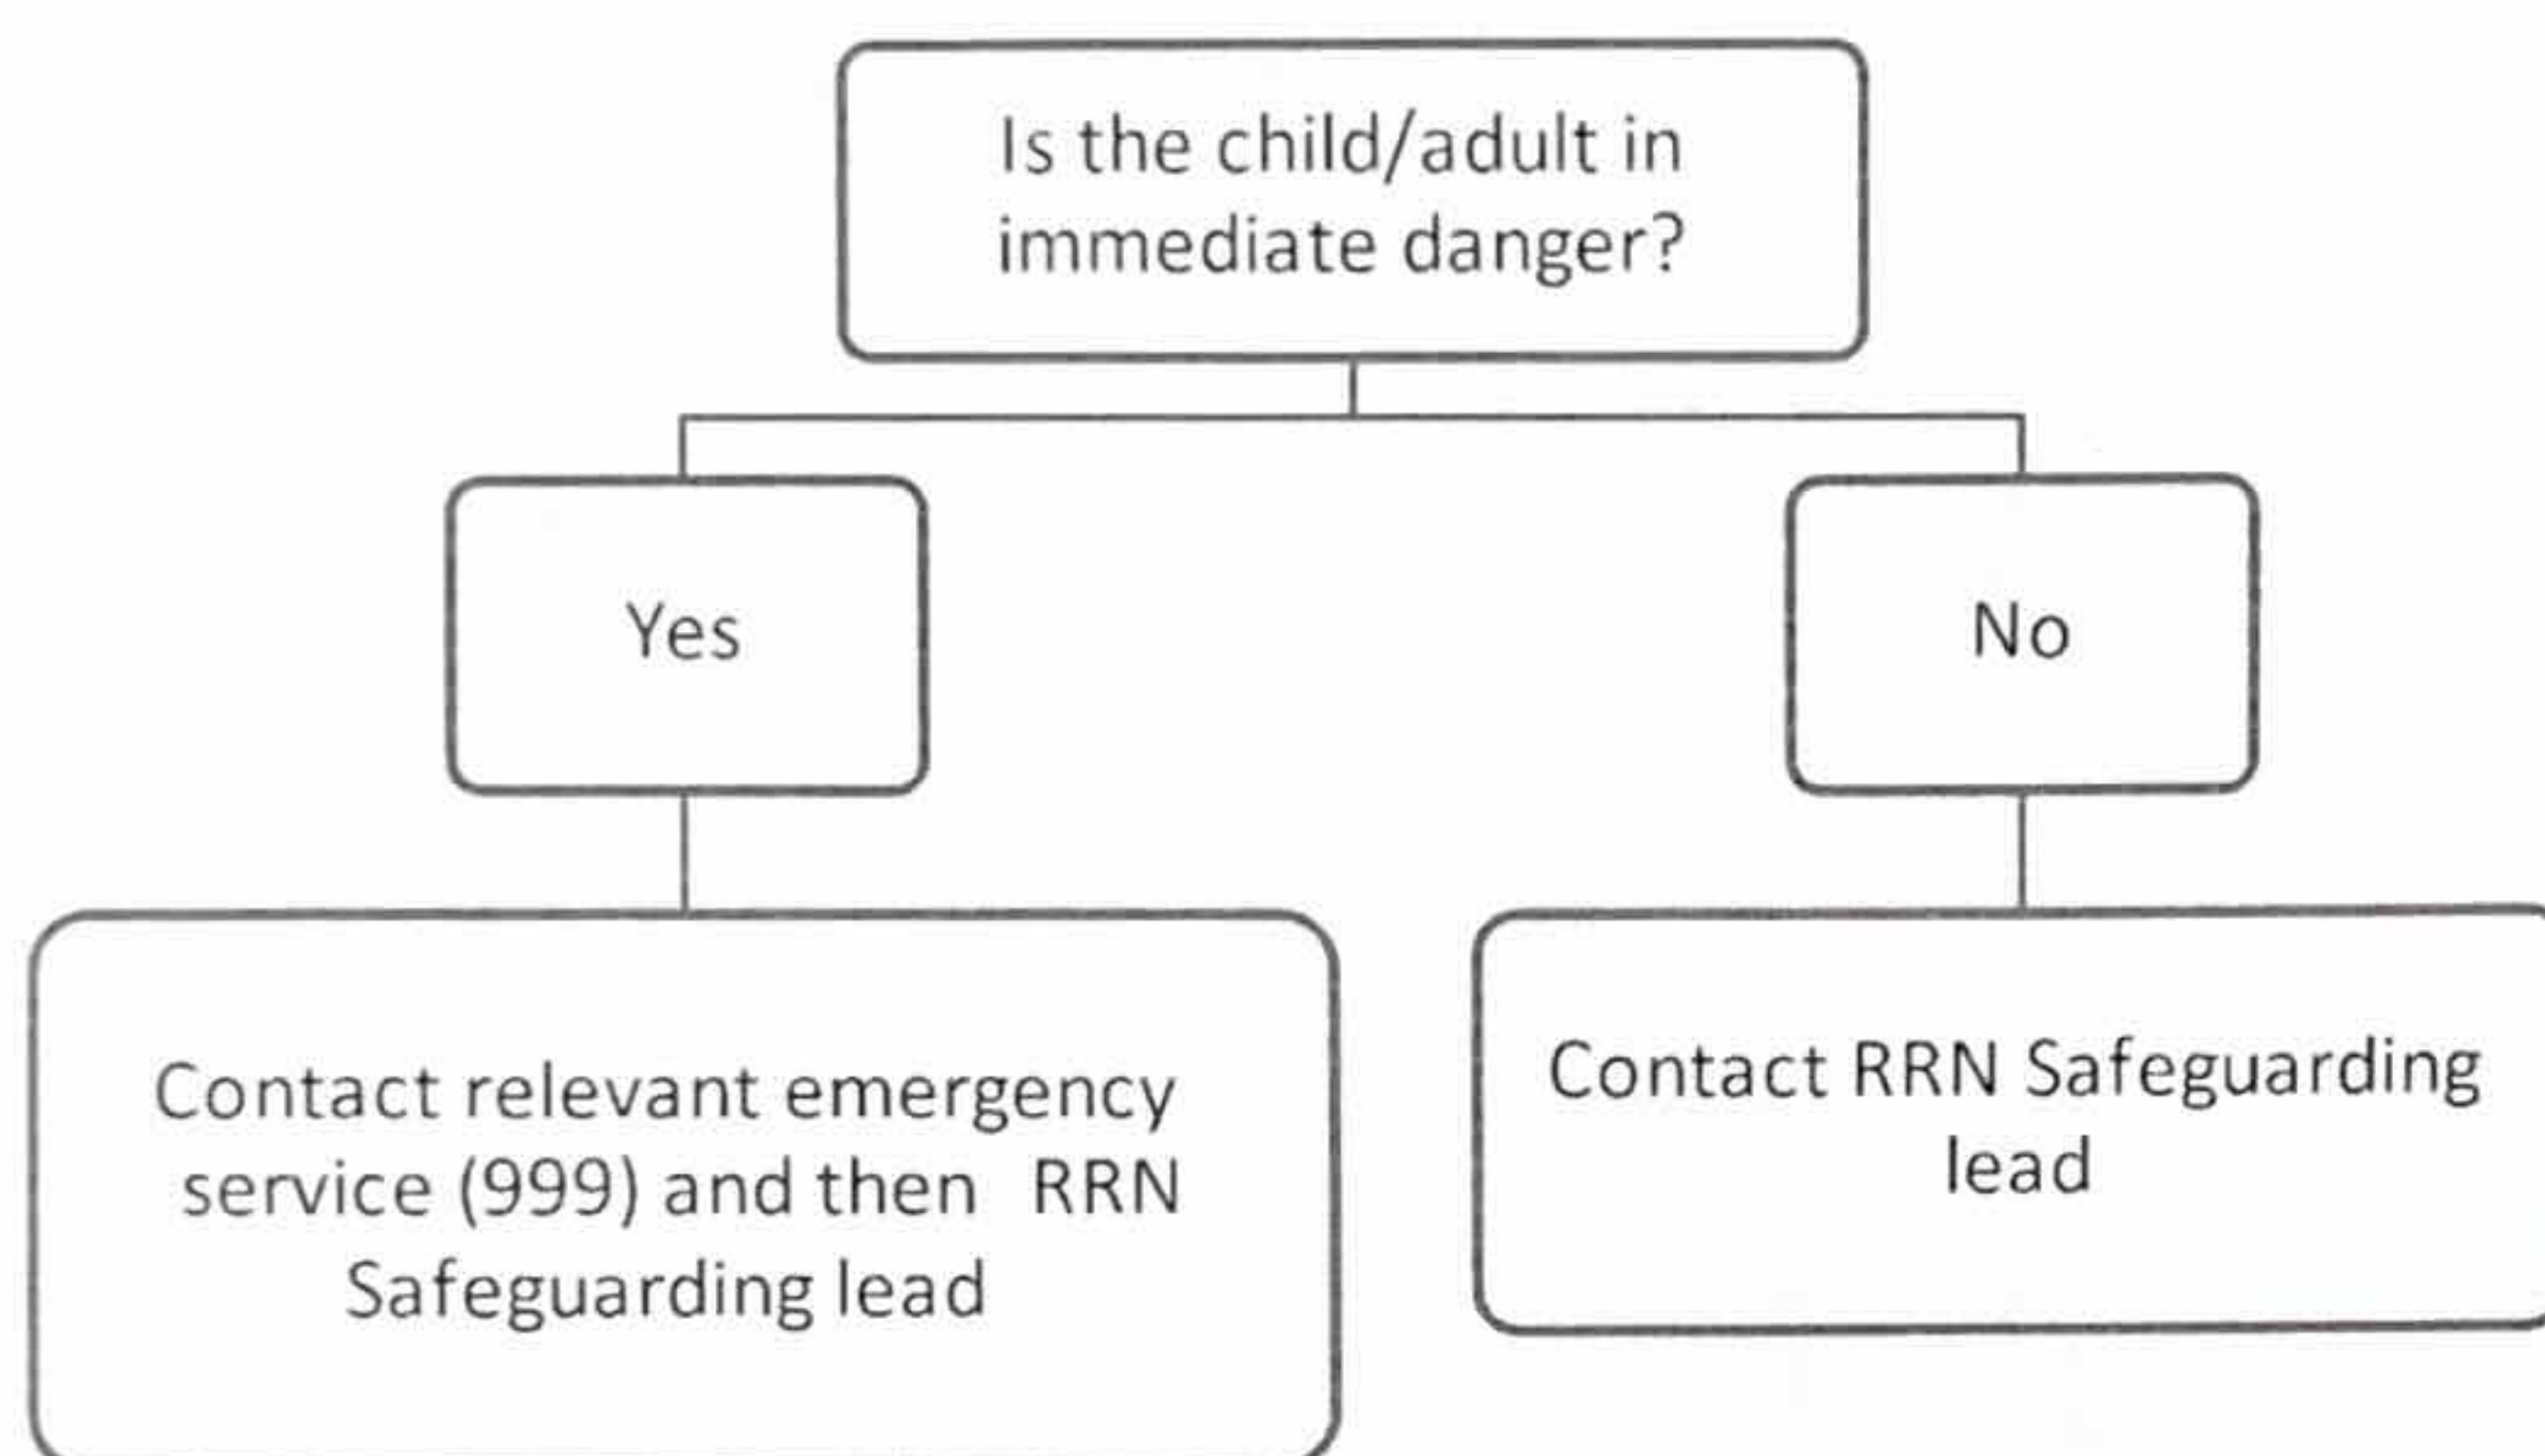 Is the child/adult in
immediate danger?
Yes
No
Contact relevant emergency
service (999) and then RRN
Safeguarding lead
Contact RRN Safeguarding
lead